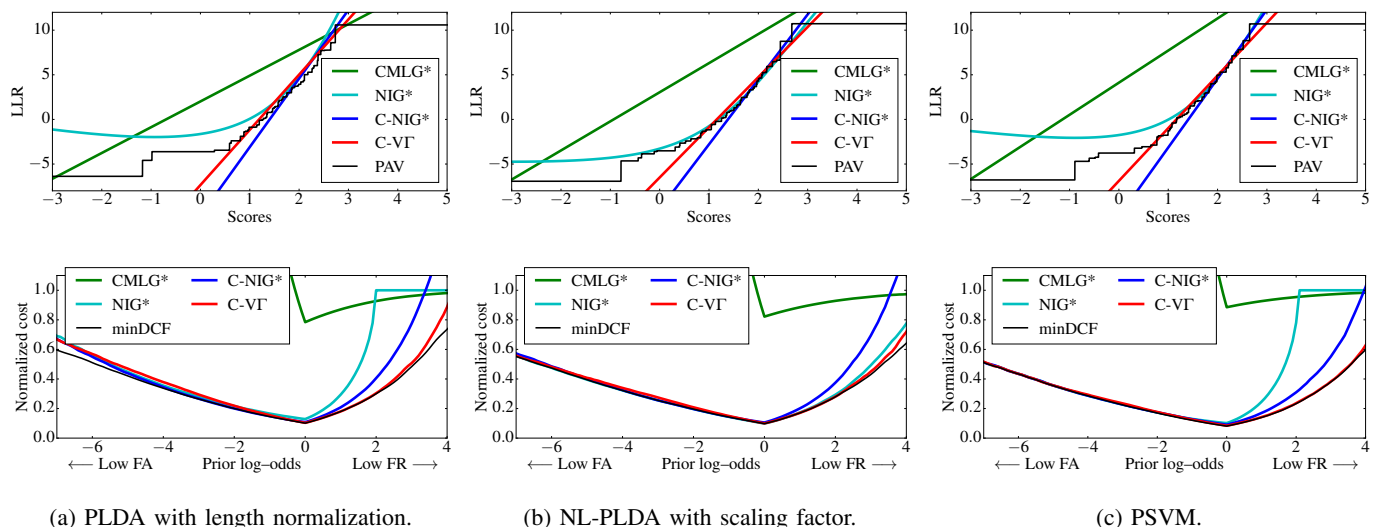 LLR
10
5
0
−5
−3 −2 −1 0 1 2 3 4 5
Scores
CMLG*
NIG*
C-NIG*
C-VΓ
PAV
10
5
0
−5
−3 −2 −1 0 1 2 3 4 5
Scores
CMLG*
NIG*
C-NIG*
C-VΓ
PAV
LLR
10
5
0
−5
−3 −2 −1 0 1 2 3 4 5
Scores
CMLG*
NIG*
C-NIG*
C-VΓ
PAV
LLR
Normalized cost
1.0
0.8
0.6
0.4
0.2
0.0
CMLG* C-NIG*
NIG* C-VΓ
minDCF
−6 −4 −2 0 2 4
⟵ Low FA Prior log–odds Low FR ⟶
Normalized cost
1.0
0.8
0.6
0.4
0.2
0.0
CMLG* C-NIG*
NIG* C-VΓ
minDCF
−6 −4 −2 0 2 4
⟵ Low FA Prior log–odds Low FR ⟶
Normalized cost
1.0
0.8
0.6
0.4
0.2
0.0
CMLG* C-NIG*
NIG* C-VΓ
minDCF
−6 −4 −2 0 2 4
⟵ Low FA Prior log–odds Low FR ⟶
(a) PLDA with length normalization.
(b) NL-PLDA with scaling factor.
(c) PSVM.